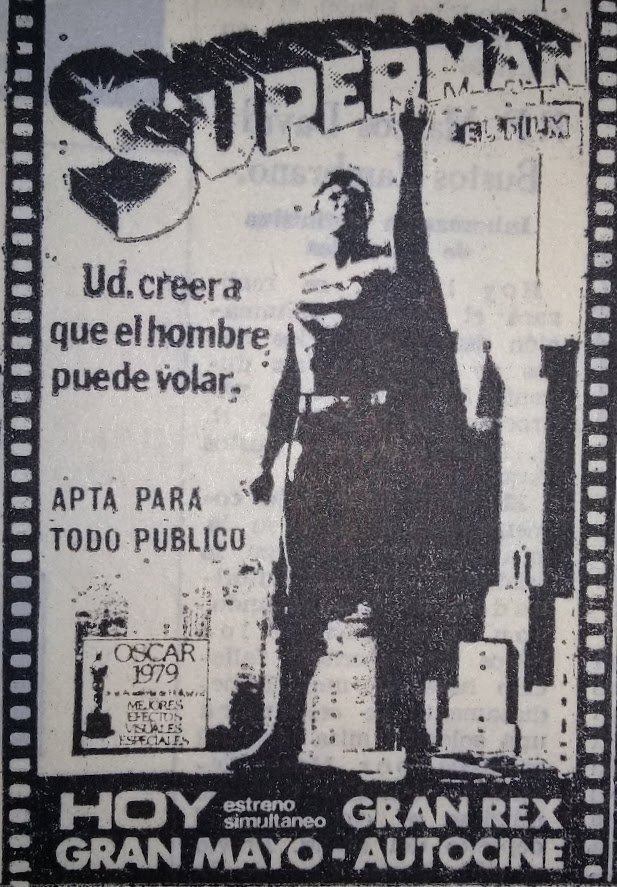 SUPERMAN
EL FILM
Ud. creera
que el hombre
puede volar.
APTA PARA
TODO PUBLICO
OSCAR
1979
MEJORES
EFECTOS
VISUALES
ESPECIALES
HOY estreno
simultaneo GRAN REX
GRAN MAYO - AUTOCINE